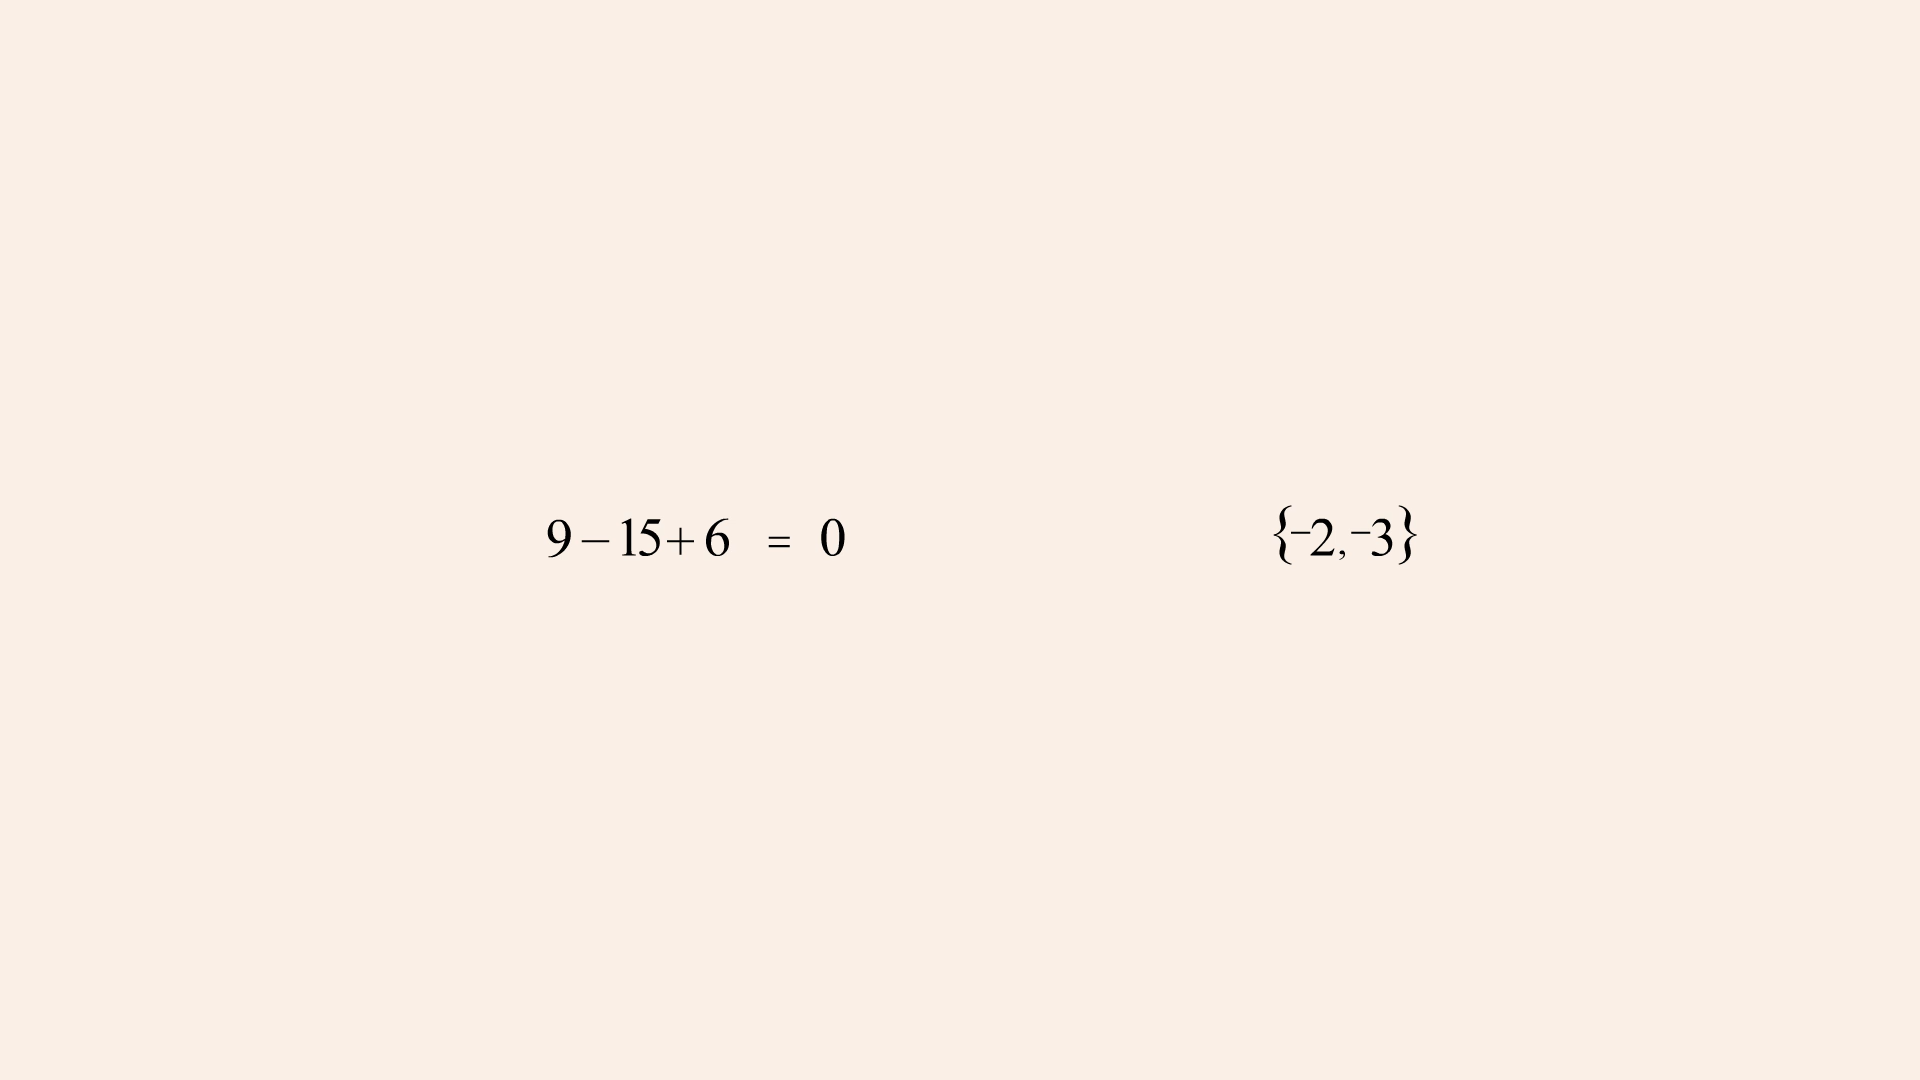 9 − 15 + 6 = 0 {⁻2, ⁻3}